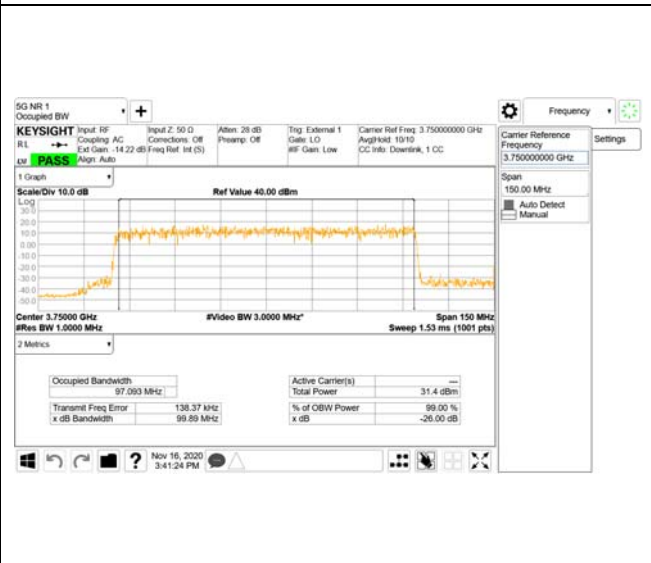 5G NR 1
Occupied BW
Frequency
KEYSIGHT
Input: RF
Coupling: AC
Ext Gain: -14.22 dB
Align: Auto
Input Z: 50 Ω
Corrections: Off
Freq Ref: Int (S)
Atten: 28 dB
Preamp: Off
Trig: External 1
Gate: LO
#IF Gain: Low
Carrier Ref Freq: 3.750000000 GHz
Avg|Hold: 10/10
CC Info: Downlink, 1 CC
RL
PASS
Carrier Reference
Frequency
3.750000000 GHz
Settings
Span
150.00 MHz
Auto Detect
Manual
1 Graph
Scale/Div 10.0 dB
Ref Value 40.00 dBm
Log
30.0
20.0
10.0
0.00
-10.0
-20.0
-30.0
-40.0
-50.0
Center 3.75000 GHz
#Video BW 3.0000 MHz*
Span 150 MHz
#Res BW 1.0000 MHz
Sweep 1.53 ms (1001 pts)
2 Metrics
Occupied Bandwidth
97.093 MHz
Active Carrier(s)
---
Total Power
31.4 dBm
Transmit Freq Error
138.37 kHz
% of OBW Power
99.00 %
x dB Bandwidth
99.89 MHz
x dB
-26.00 dB
?
Nov 16, 2020
3:41:24 PM